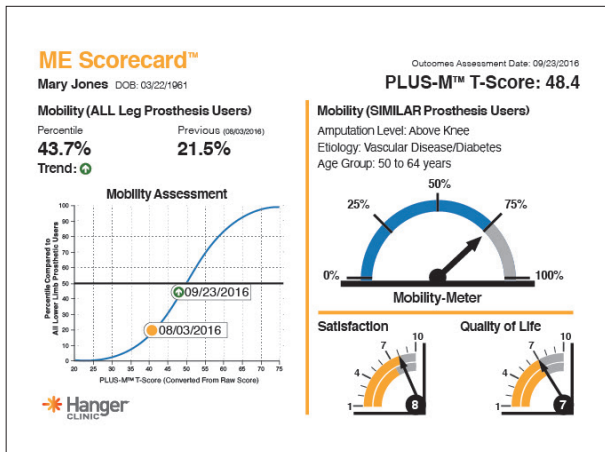 ME Scorecard™
Mary Jones DOB: 03/22/1961
Outcomes Assessment Date: 09/23/2016
PLUS-M™ T-Score: 48.4
Mobility (ALL Leg Prosthesis Users)
Percentile
43.7%
Previous (08/03/2016)
21.5%
Trend:
Mobility Assessment
Percentile Compared to
All Lower Limb Prosthetic Users
100
90
80
70
60
50
40
30
20
10
0
09/23/2016
08/03/2016
20 25 30 35 40 45 50 55 60 65 70 75
PLUS-M™ T-Score (Converted From Raw Score)
Hanger
CLINIC
Mobility (SIMILAR Prosthesis Users)
Amputation Level: Above Knee
Etiology: Vascular Disease/Diabetes
Age Group: 50 to 64 years
0%
25%
50%
75%
100%
Mobility-Meter
Satisfaction
1
4
7
10
8
Quality of Life
1
4
7
10
7